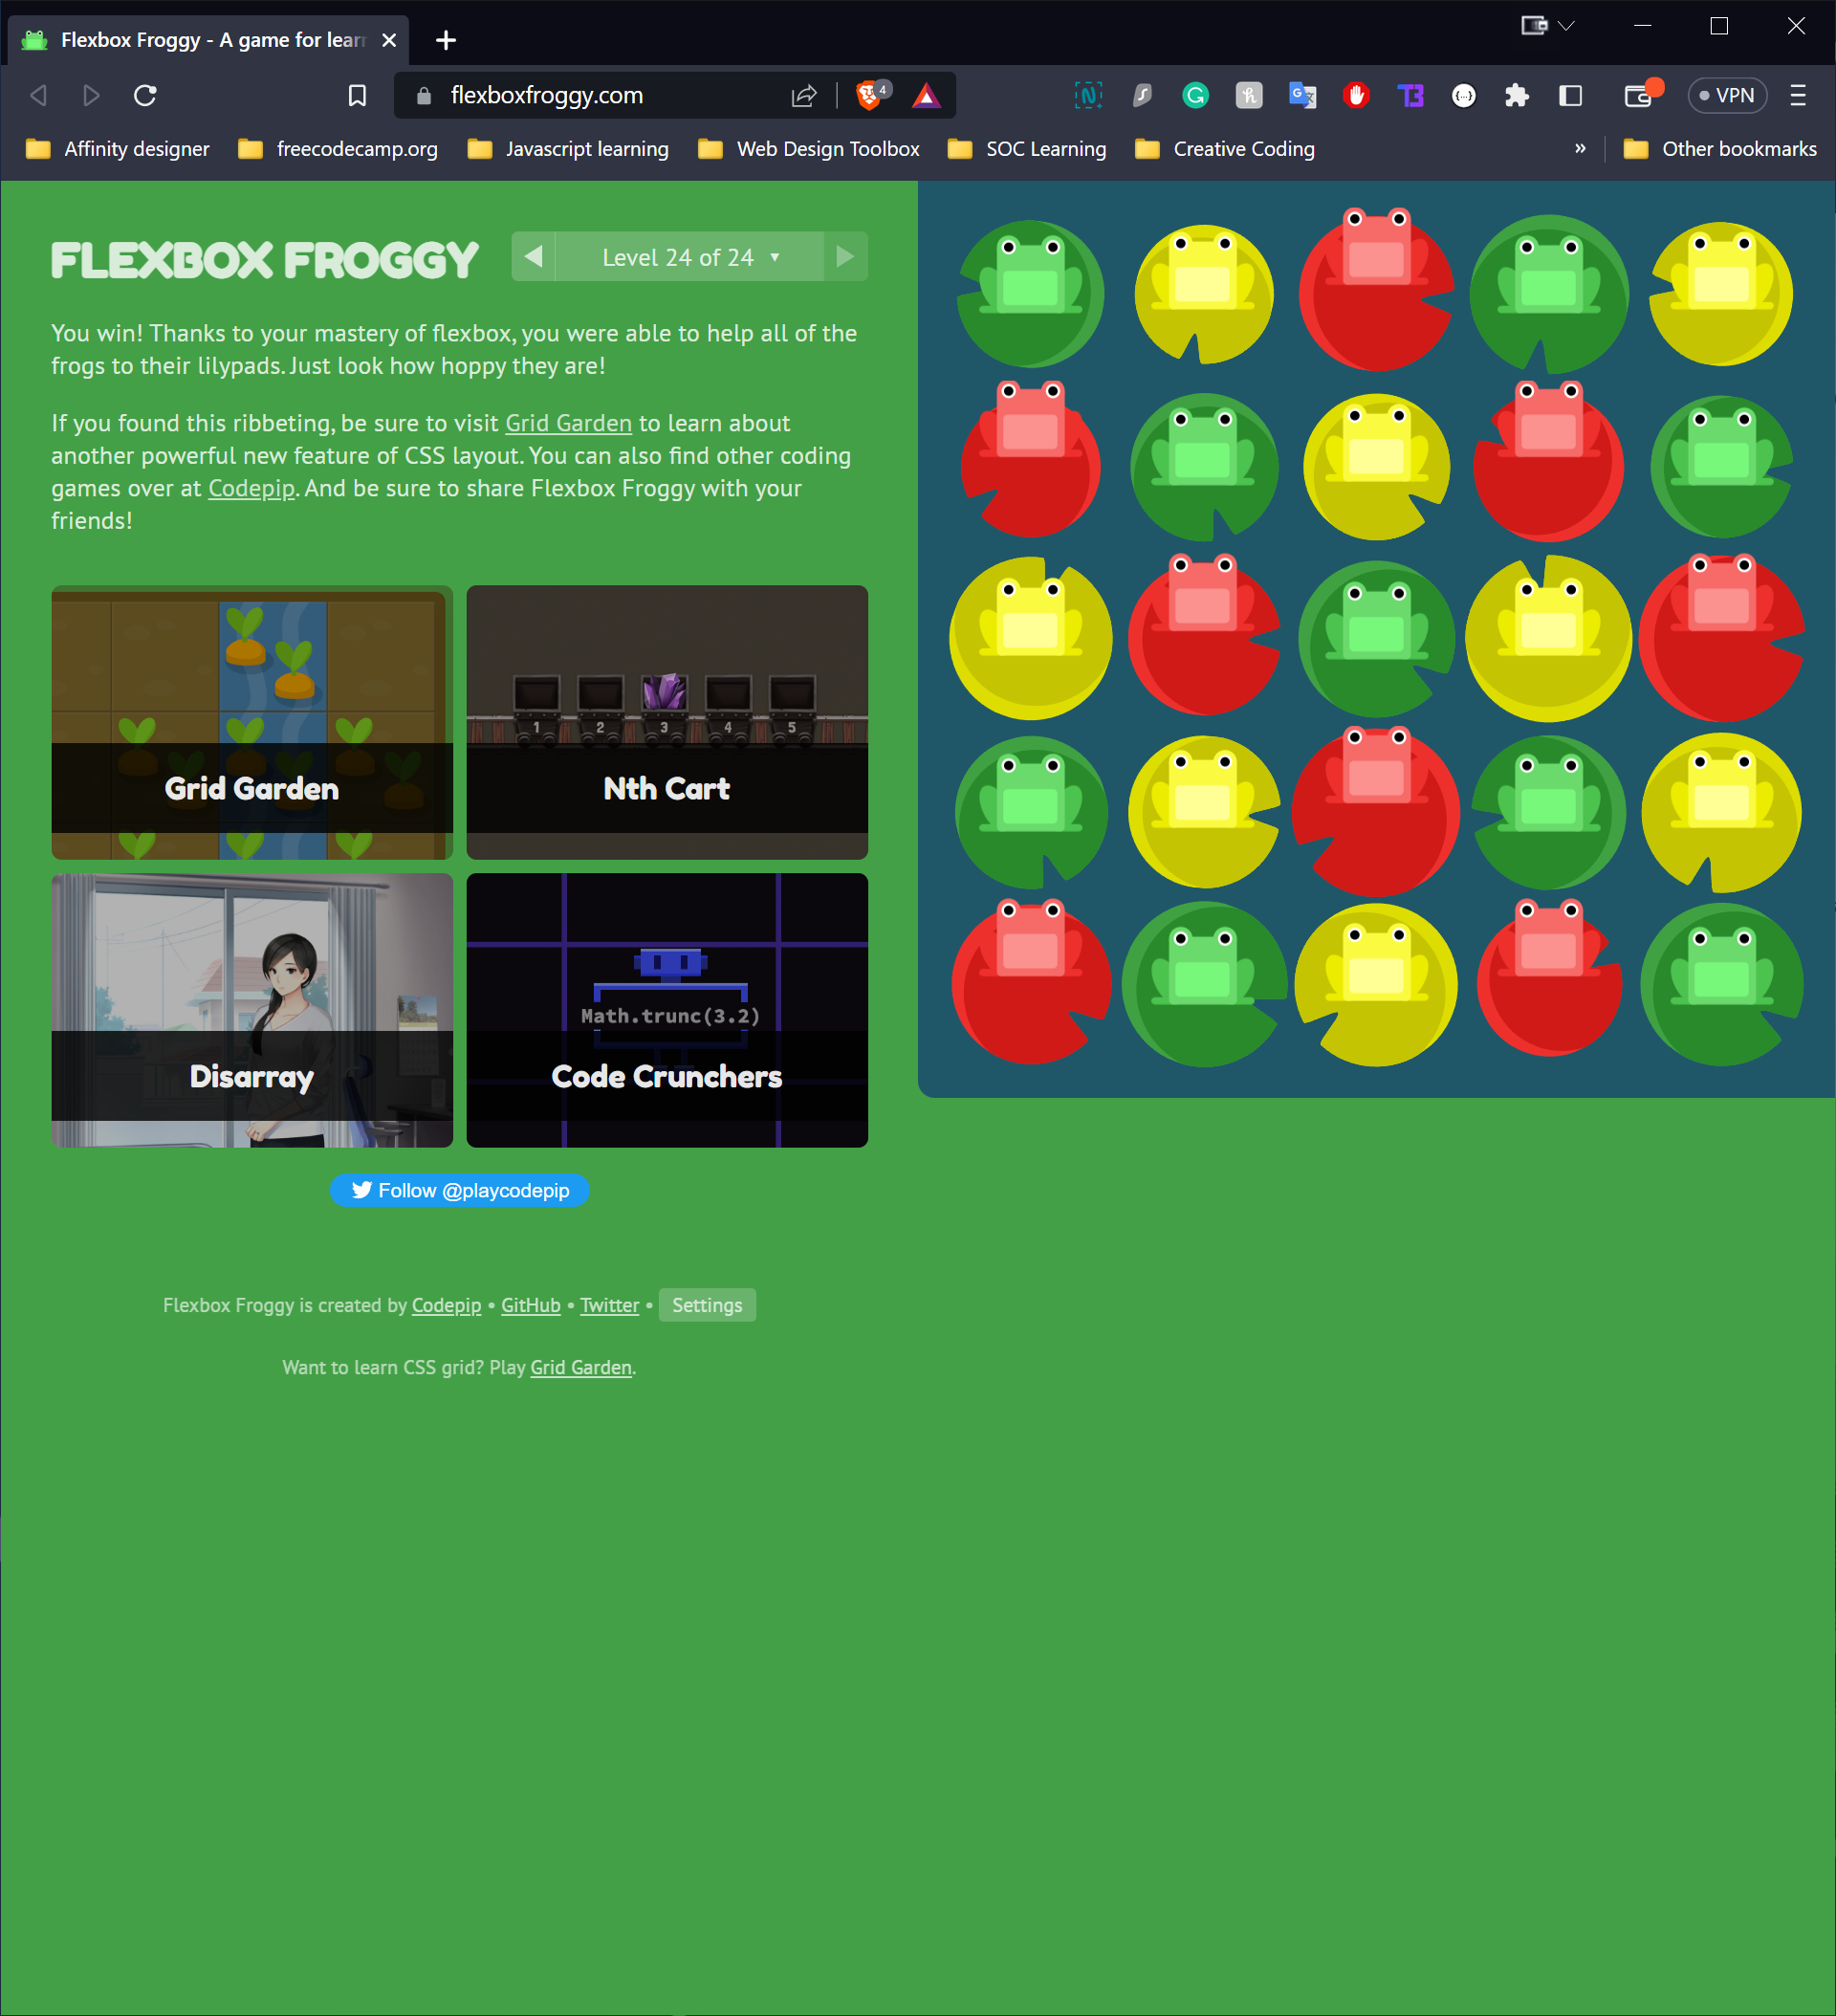 Flexbox Froggy - A game for lear
flexboxfroggy.com
4
VPN
Affinity designer
freecodecamp.org
Javascript learning
Web Design Toolbox
SOC Learning
Creative Coding
»
Other bookmarks
FLEXBOX FROGGY
Level 24 of 24 ▼
You win! Thanks to your mastery of flexbox, you were able to help all of the
frogs to their lilypads. Just look how hoppy they are!
If you found this ribbeting, be sure to visit Grid Garden to learn about
another powerful new feature of CSS layout. You can also find other coding
games over at Codepip. And be sure to share Flexbox Froggy with your
friends!
1 2 3 4 5
Grid Garden
Nth Cart
Math.trunc(3.2)
Disarray
Code Crunchers
Follow @playcodepip
Flexbox Froggy is created by Codepip • GitHub • Twitter • Settings
Want to learn CSS grid? Play Grid Garden.